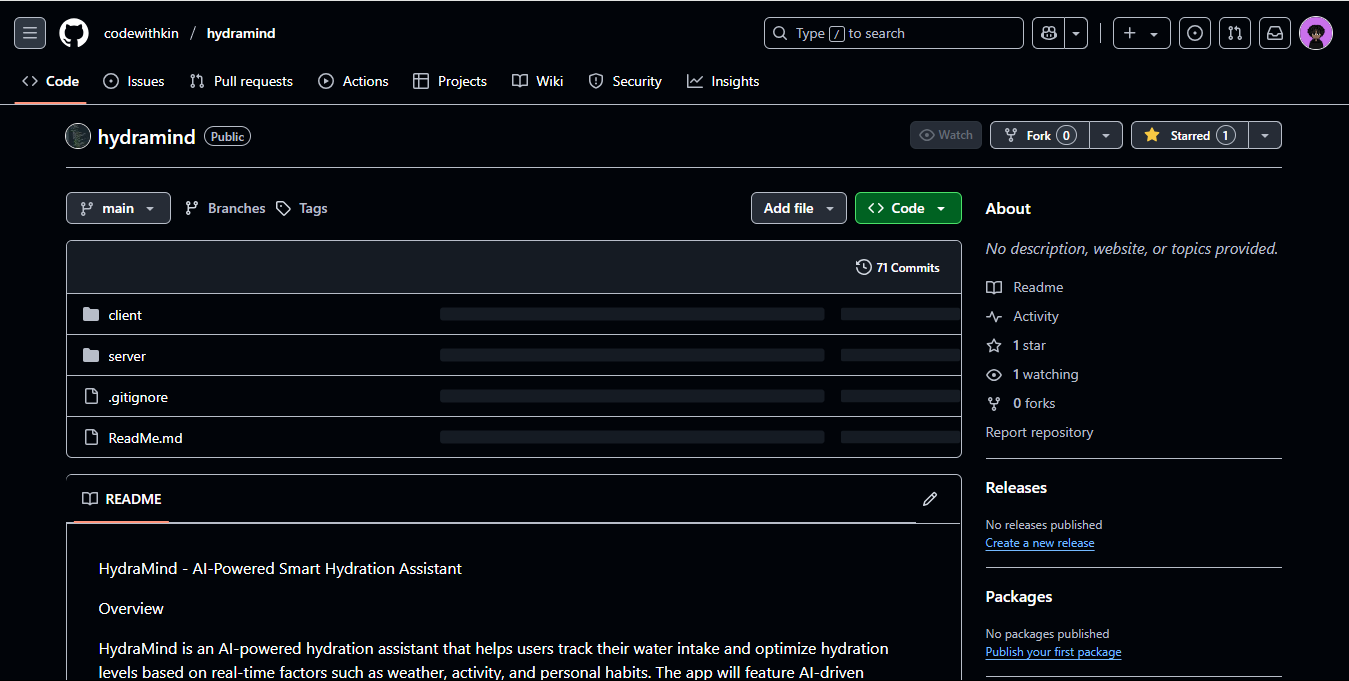 codewithkin / hydramind
Type / to search
Code
Issues
Pull requests
Actions
Projects
Wiki
Security
Insights
hydramind Public
Watch
Fork 0
Starred 1
main
Branches
Tags
Add file
Code
71 Commits
client
server
.gitignore
ReadMe.md
README
HydraMind - AI-Powered Smart Hydration Assistant
Overview
HydraMind is an AI-powered hydration assistant that helps users track their water intake and optimize hydration
levels based on real-time factors such as weather, activity, and personal habits. The app will feature AI-driven
About
No description, website, or topics provided.
Readme
Activity
1 star
1 watching
0 forks
Report repository
Releases
No releases published
Create a new release
Packages
No packages published
Publish your first package